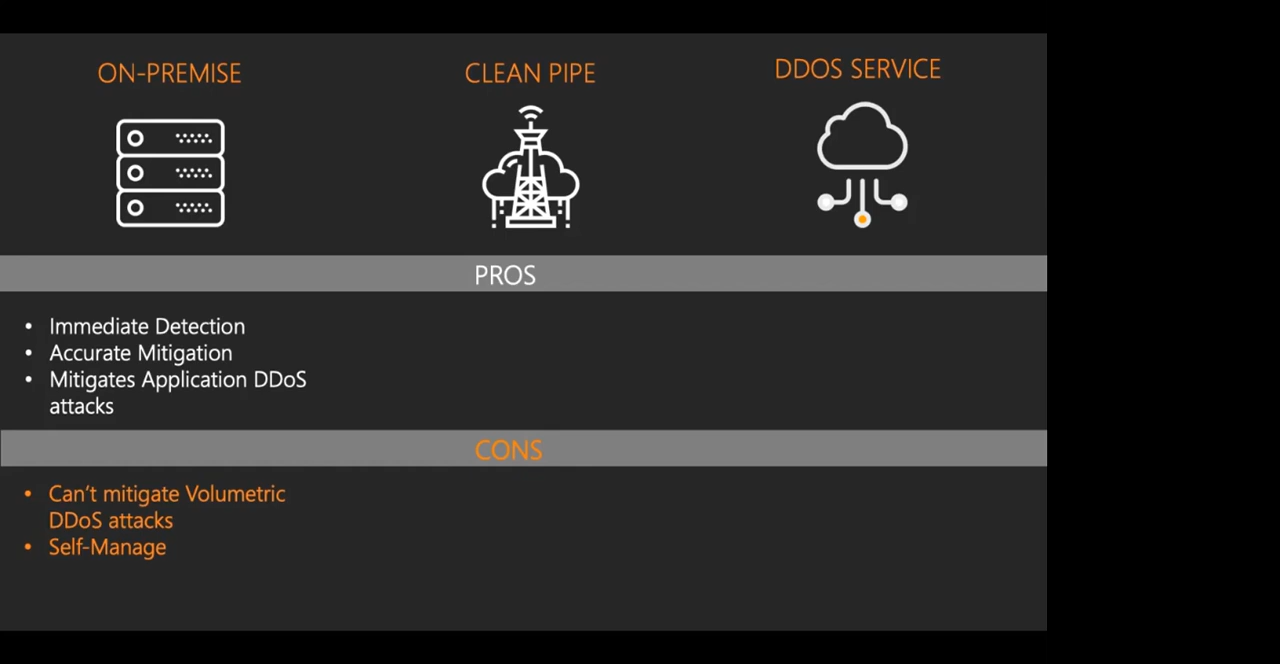 ON-PREMISE
CLEAN PIPE
DDOS SERVICE
PROS
• Immediate Detection
• Accurate Mitigation
• Mitigates Application DDoS
attacks
CONS
• Can't mitigate Volumetric
DDoS attacks
• Self-Manage